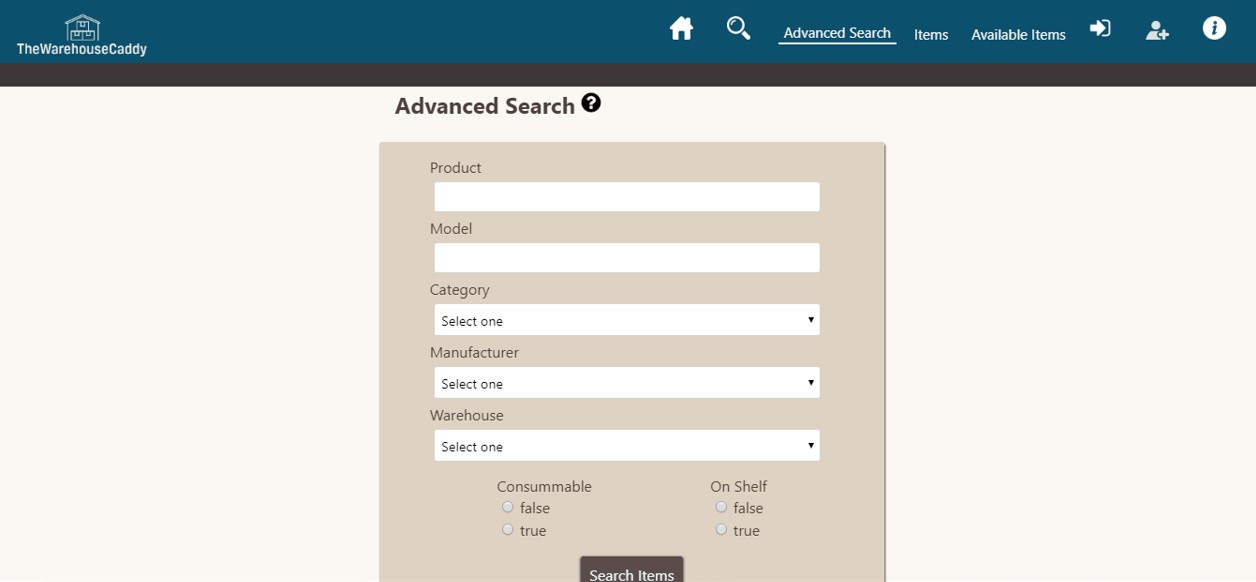 TheWarehouseCaddy
Advanced Search
Items
Available Items
Advanced Search
Product
Model
Category
Select one
Manufacturer
Select one
Warehouse
Select one
Consummable
On Shelf
false
false
true
true
Search Items